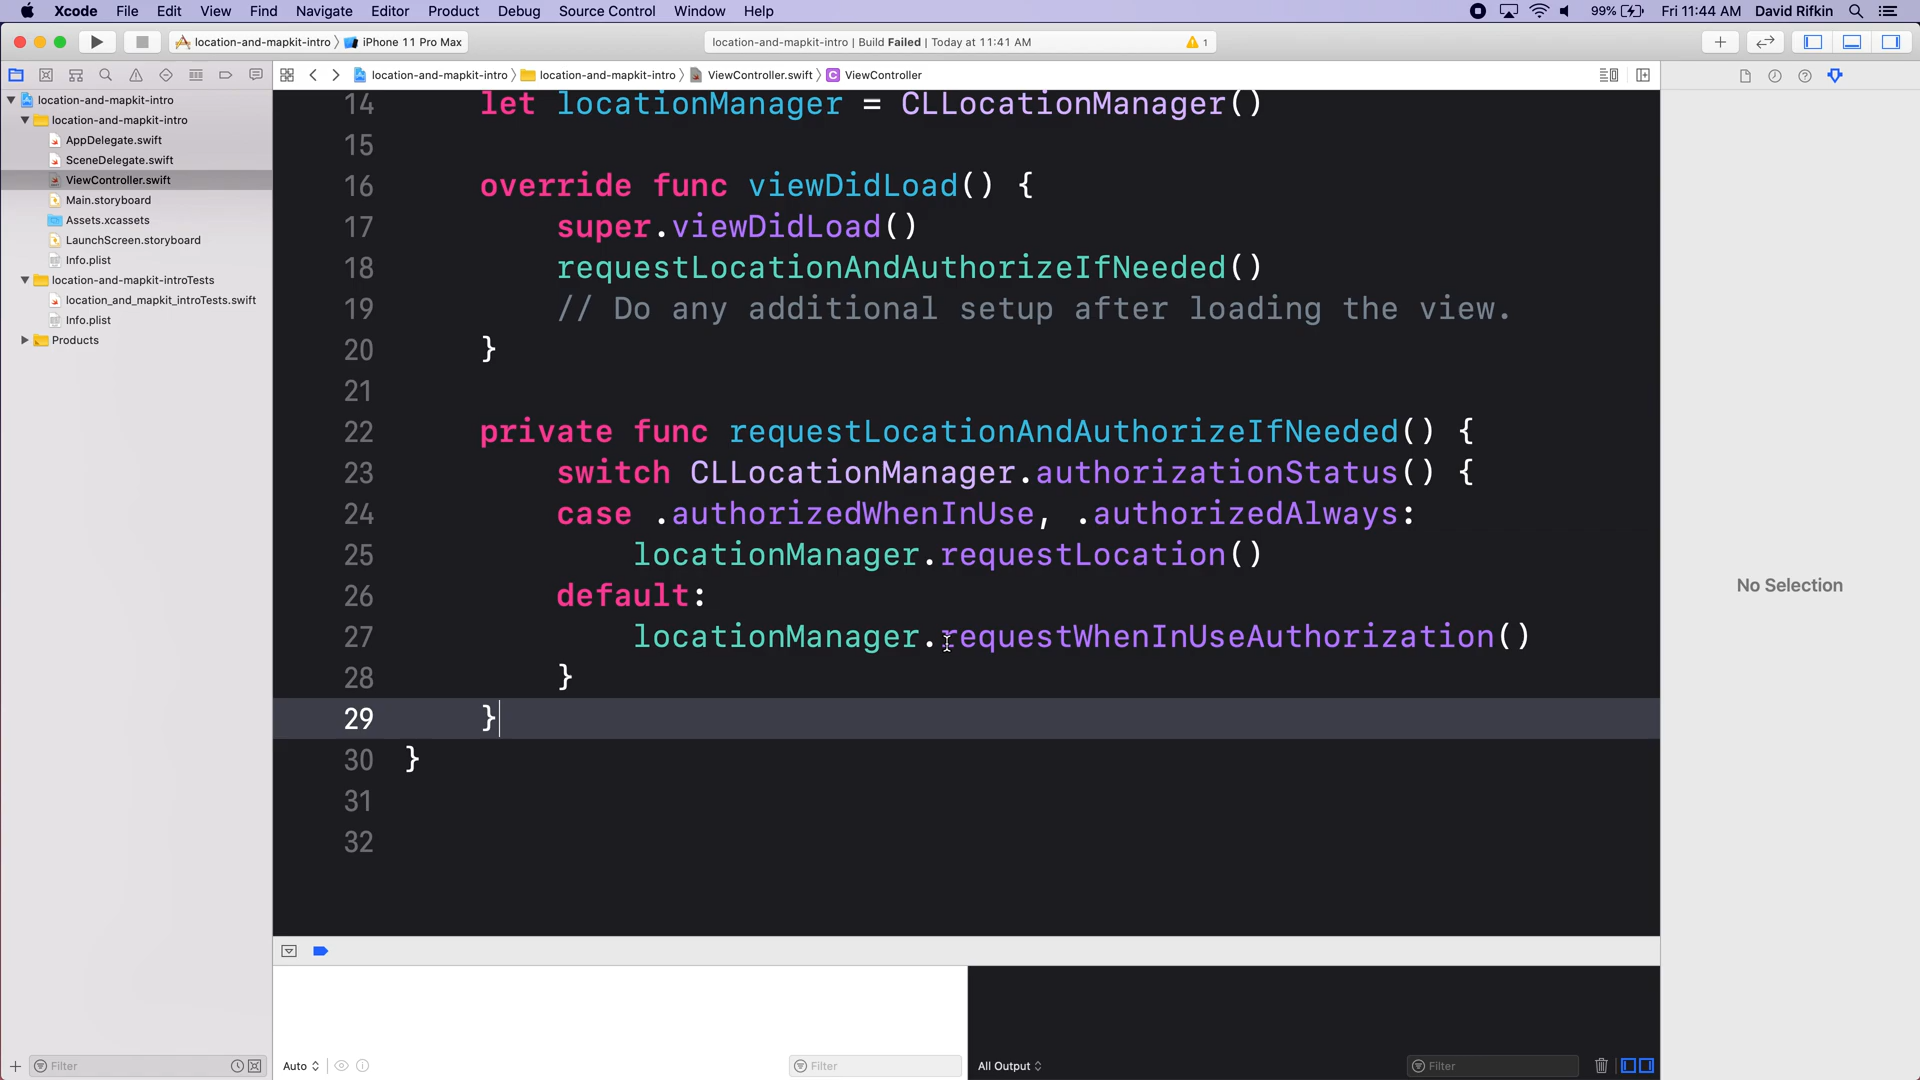 Xcode File Edit View Find Navigate Editor Product Debug Source Control Window Help 99% Fri 11:44 AM David Rifkin
location-and-mapkit-intro iPhone 11 Pro Max location-and-mapkit-intro | Build Failed | Today at 11:41 AM 1
location-and-mapkit-intro location-and-mapkit-intro ViewController.swift ViewController
location-and-mapkit-intro
location-and-mapkit-intro
AppDelegate.swift
SceneDelegate.swift
ViewController.swift
Main.storyboard
Assets.xcassets
LaunchScreen.storyboard
Info.plist
location-and-mapkit-introTests
location_and_mapkit_introTests.swift
Info.plist
Products
14 let locationManager = CLLocationManager()
15
16 override func viewDidLoad() {
17 super.viewDidLoad()
18 requestLocationAndAuthorizeIfNeeded()
19 // Do any additional setup after loading the view.
20 }
21
22 private func requestLocationAndAuthorizeIfNeeded() {
23 switch CLLocationManager.authorizationStatus() {
24 case .authorizedWhenInUse, .authorizedAlways:
25 locationManager.requestLocation()
26 default:
27 locationManager.requestWhenInUseAuthorization()
28 }
29 }
30 }
31
32
No Selection
Filter Auto Filter All Output Filter